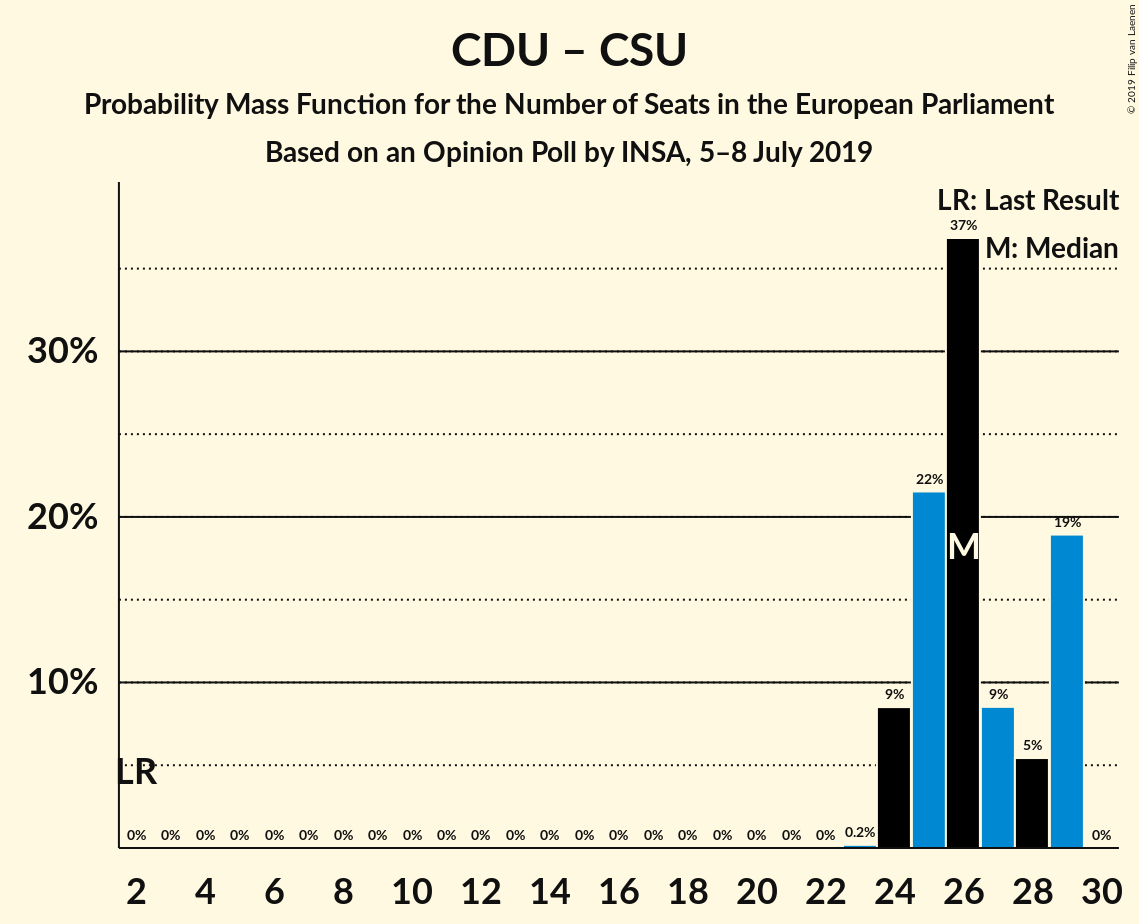 CDU – CSU
Probability Mass Function for the Number of Seats in the European Parliament
Based on an Opinion Poll by INSA, 5–8 July 2019
© 2019 Filip van Laenen
LR: Last Result
M: Median
37%
30%
22%
20%
19%
M
10%
9%
9%
5%
LR
0% 0% 0% 0% 0% 0% 0% 0% 0% 0% 0% 0% 0% 0% 0% 0% 0% 0% 0% 0% 0% 0.2% 0%
2 4 6 8 10 12 14 16 18 20 22 24 26 28 30